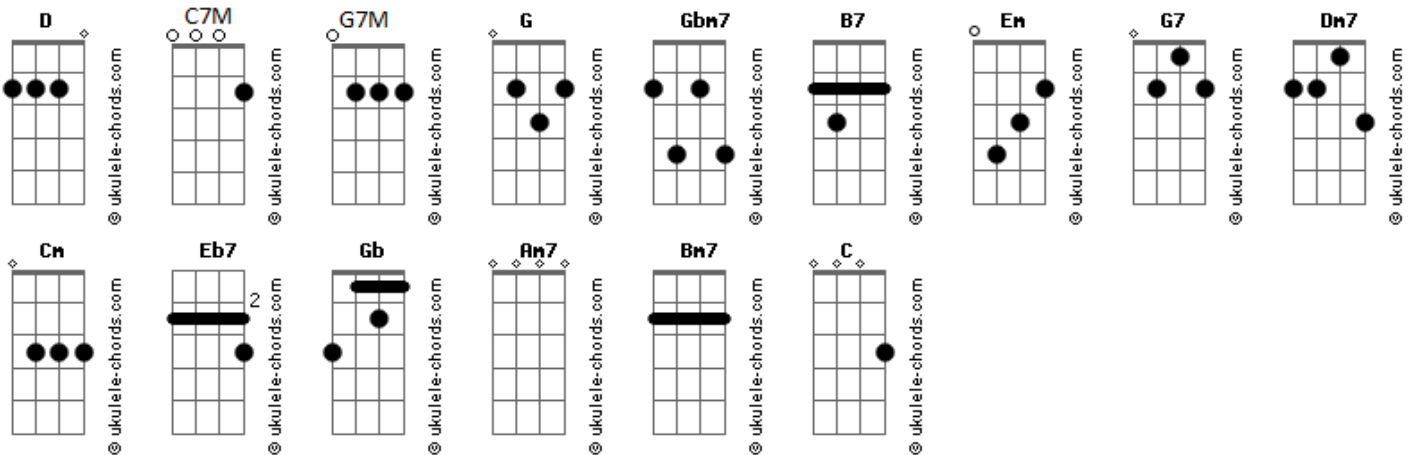 D C7M G7M G Gbm7 B7 Em G7 Dm7
© ukulele-chords.com © ukulele-chords.com © ukulele-chords.com © ukulele-chords.com © ukulele-chords.com © ukulele-chords.com © ukulele-chords.com © ukulele-chords.com © ukulele-chords.com
Cm Eb7 Gb Am7 Bm7 C
2
© ukulele-chords.com © ukulele-chords.com © ukulele-chords.com © ukulele-chords.com © ukulele-chords.com © ukulele-chords.com